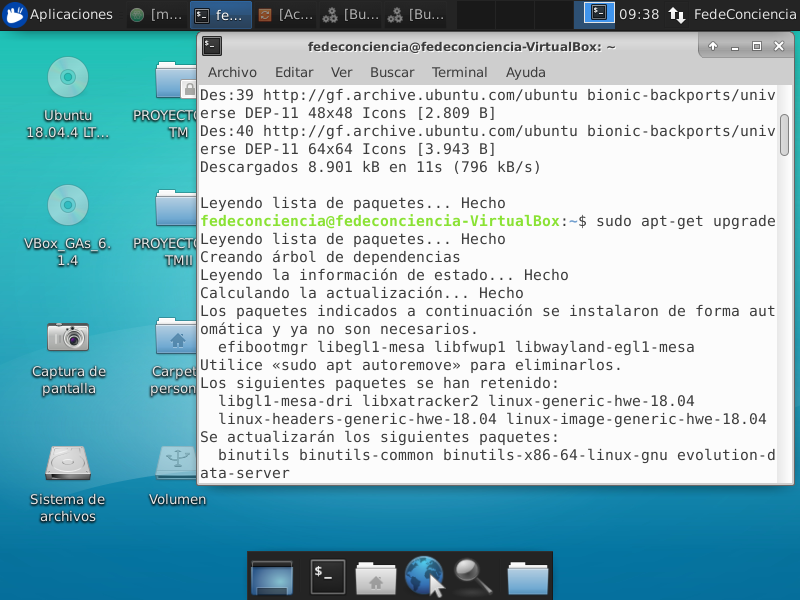 Aplicaciones
[m...
fe...
[Ac...
[Bu...
[Bu...
09:38
FedeConciencia
fedeconciencia@fedeconciencia-VirtualBox: ~
Archivo Editar Ver Buscar Terminal Ayuda
Des:39 http://gf.archive.ubuntu.com/ubuntu bionic-backports/univ
erse DEP-11 48x48 Icons [2.809 B]
Des:40 http://gf.archive.ubuntu.com/ubuntu bionic-backports/univ
erse DEP-11 64x64 Icons [3.943 B]
Descargados 8.901 kB en 11s (796 kB/s)
Leyendo lista de paquetes... Hecho
fedeconciencia@fedeconciencia-VirtualBox:~$ sudo apt-get upgrade
Leyendo lista de paquetes... Hecho
Creando árbol de dependencias
Leyendo la información de estado... Hecho
Calculando la actualización... Hecho
Los paquetes indicados a continuación se instalaron de forma aut
omática y ya no son necesarios.
efibootmgr libegl1-mesa libfwup1 libwayland-egl1-mesa
Utilice «sudo apt autoremove» para eliminarlos.
Los siguientes paquetes se han retenido:
libgl1-mesa-dri libxatracker2 linux-generic-hwe-18.04
linux-headers-generic-hwe-18.04 linux-image-generic-hwe-18.04
Se actualizarán los siguientes paquetes:
binutils binutils-common binutils-x86-64-linux-gnu evolution-d
ata-server
Ubuntu
18.04.4 LT...
PROYECTO
TM
VBox_GAs_6.
1.4
PROYECTO
TMII
Captura de
pantalla
Carpet
person
Sistema de
archivos
Volumen